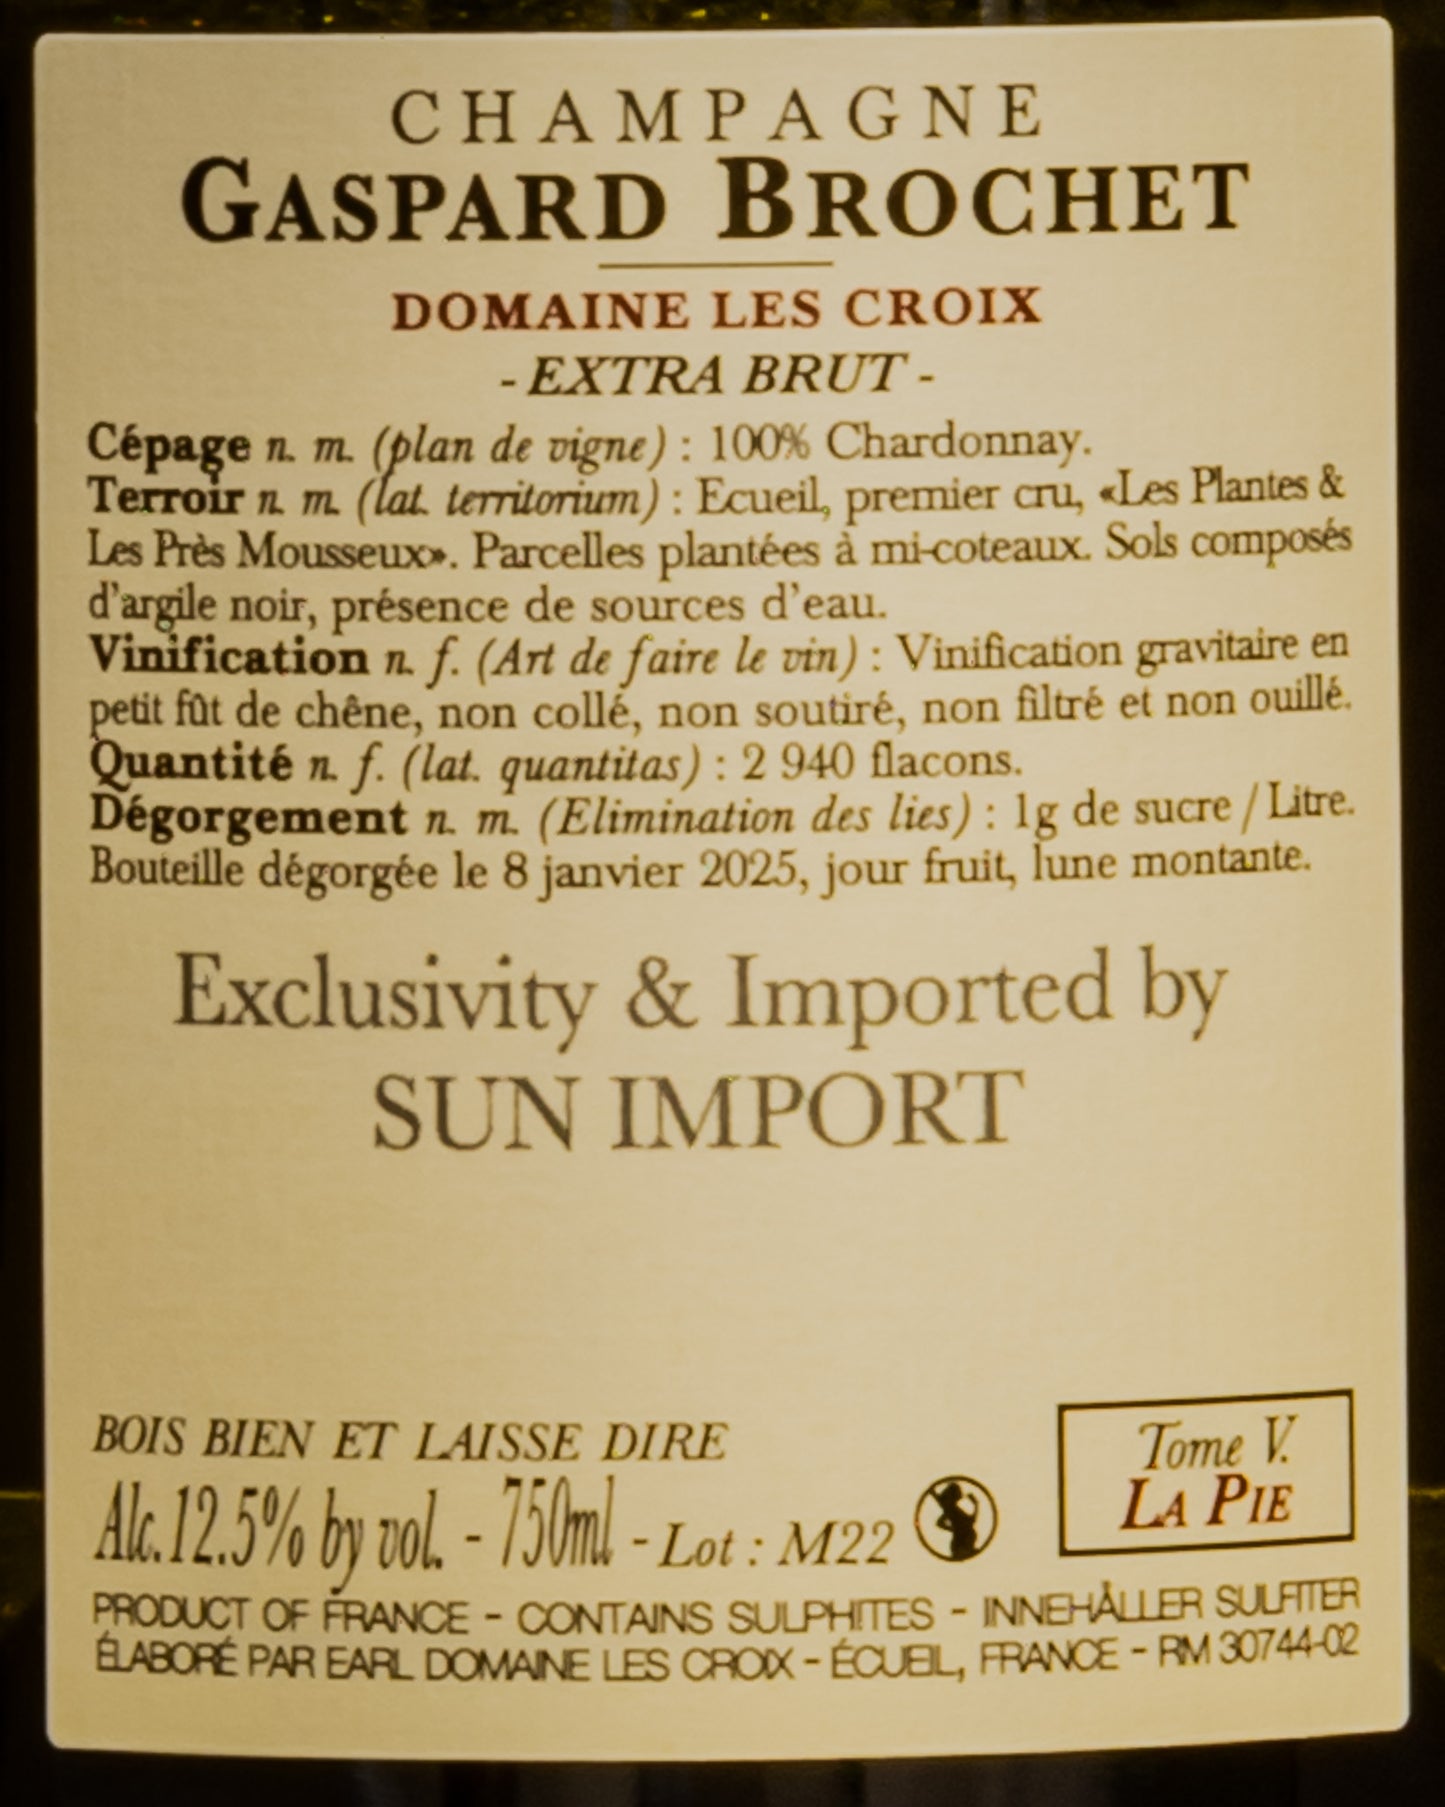 CHAMPAGNE
GASPARD BROCHET
DOMAINE LES CROIX
- EXTRA BRUT -
Cépage n. m. (plan de vigne) : 100% Chardonnay.
Terroir n. m. (lat. territorium) : Ecueil, premier cru, «Les Plantes &
Les Près Mousseux». Parcelles plantées à mi-coteaux. Sols composés
d'argile noir, présence de sources d'eau.
Vinification n. f. (Art de faire le vin) : Vinification gravitaire en
petit fût de chêne, non collé, non soutiré, non filtré et non ouillé.
Quantité n. f. (lat. quantitas) : 2 940 flacons.
Dégorgement n. m. (Elimination des lies) : 1g de sucre / Litre.
Bouteille dégorgée le 8 janvier 2025, jour fruit, lune montante.
Exclusivity & Imported by
SUN IMPORT
BOIS BIEN ET LAISSE DIRE
Alc.12.5% by vol. - 750ml - Lot : M22
Tome V.
LA PIE
PRODUCT OF FRANCE - CONTAINS SULPHITES - INNEHÅLLER SULFITER
ÉLABORÉ PAR EARL DOMAINE LES CROIX - ÉCUEIL, FRANCE - RM 30744-02